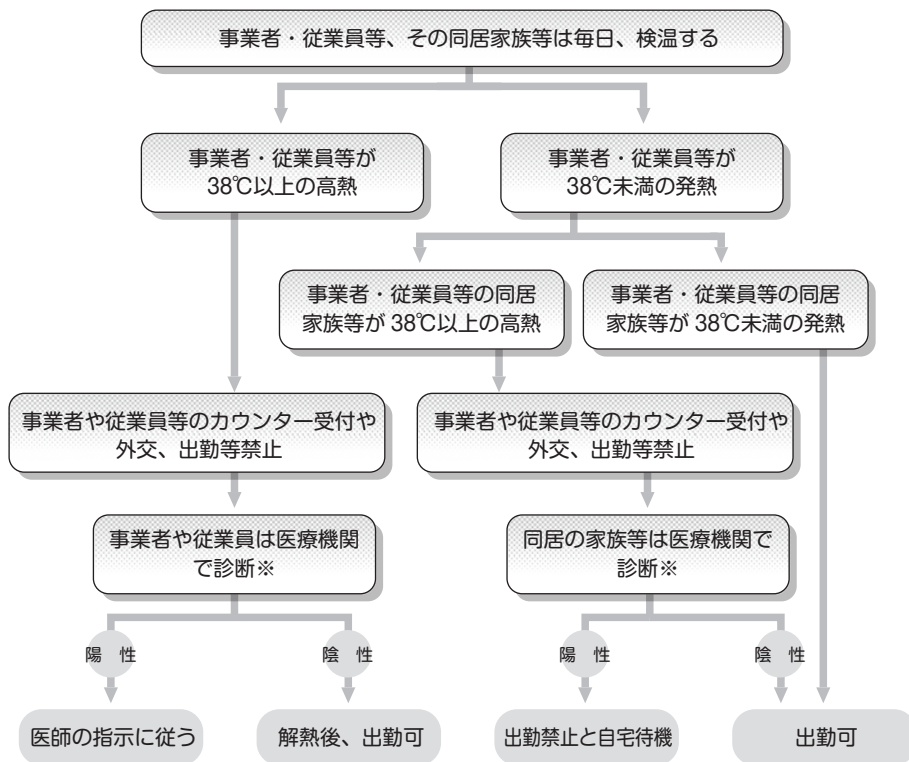 事業者・従業員等、その同居家族等は毎日、検温する
事業者・従業員等が
38℃以上の高熱
事業者・従業員等が
38℃未満の発熱
事業者・従業員等の同居
家族等が 38℃以上の高熱
事業者・従業員等の同居
家族等が 38℃未満の発熱
事業者や従業員等のカウンター受付や
外交、出勤等禁止
事業者や従業員等のカウンター受付や
外交、出勤等禁止
事業者や従業員は医療機関
で診断※
同居の家族等は医療機関で
診断※
陽 性
陰 性
陽 性
陰 性
医師の指示に従う
解熱後、出勤可
出勤禁止と自宅待機
出勤可